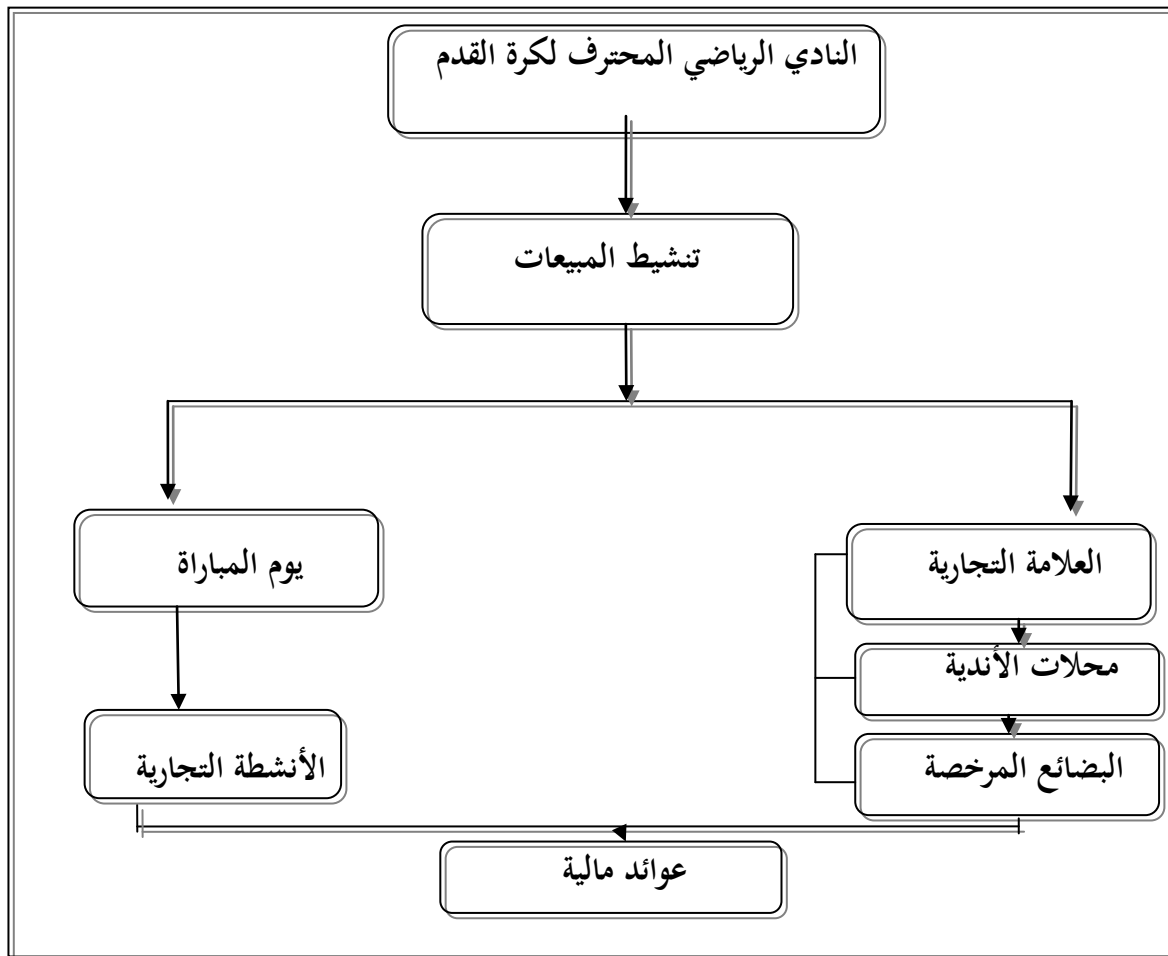 النادي الرياضي المحترف لكرة القدم
تنشيط المبيعات
العلامة التجارية
يوم المباراة
محلات الأندية
البضائع المرخصة
الأنشطة التجارية
عوائد مالية